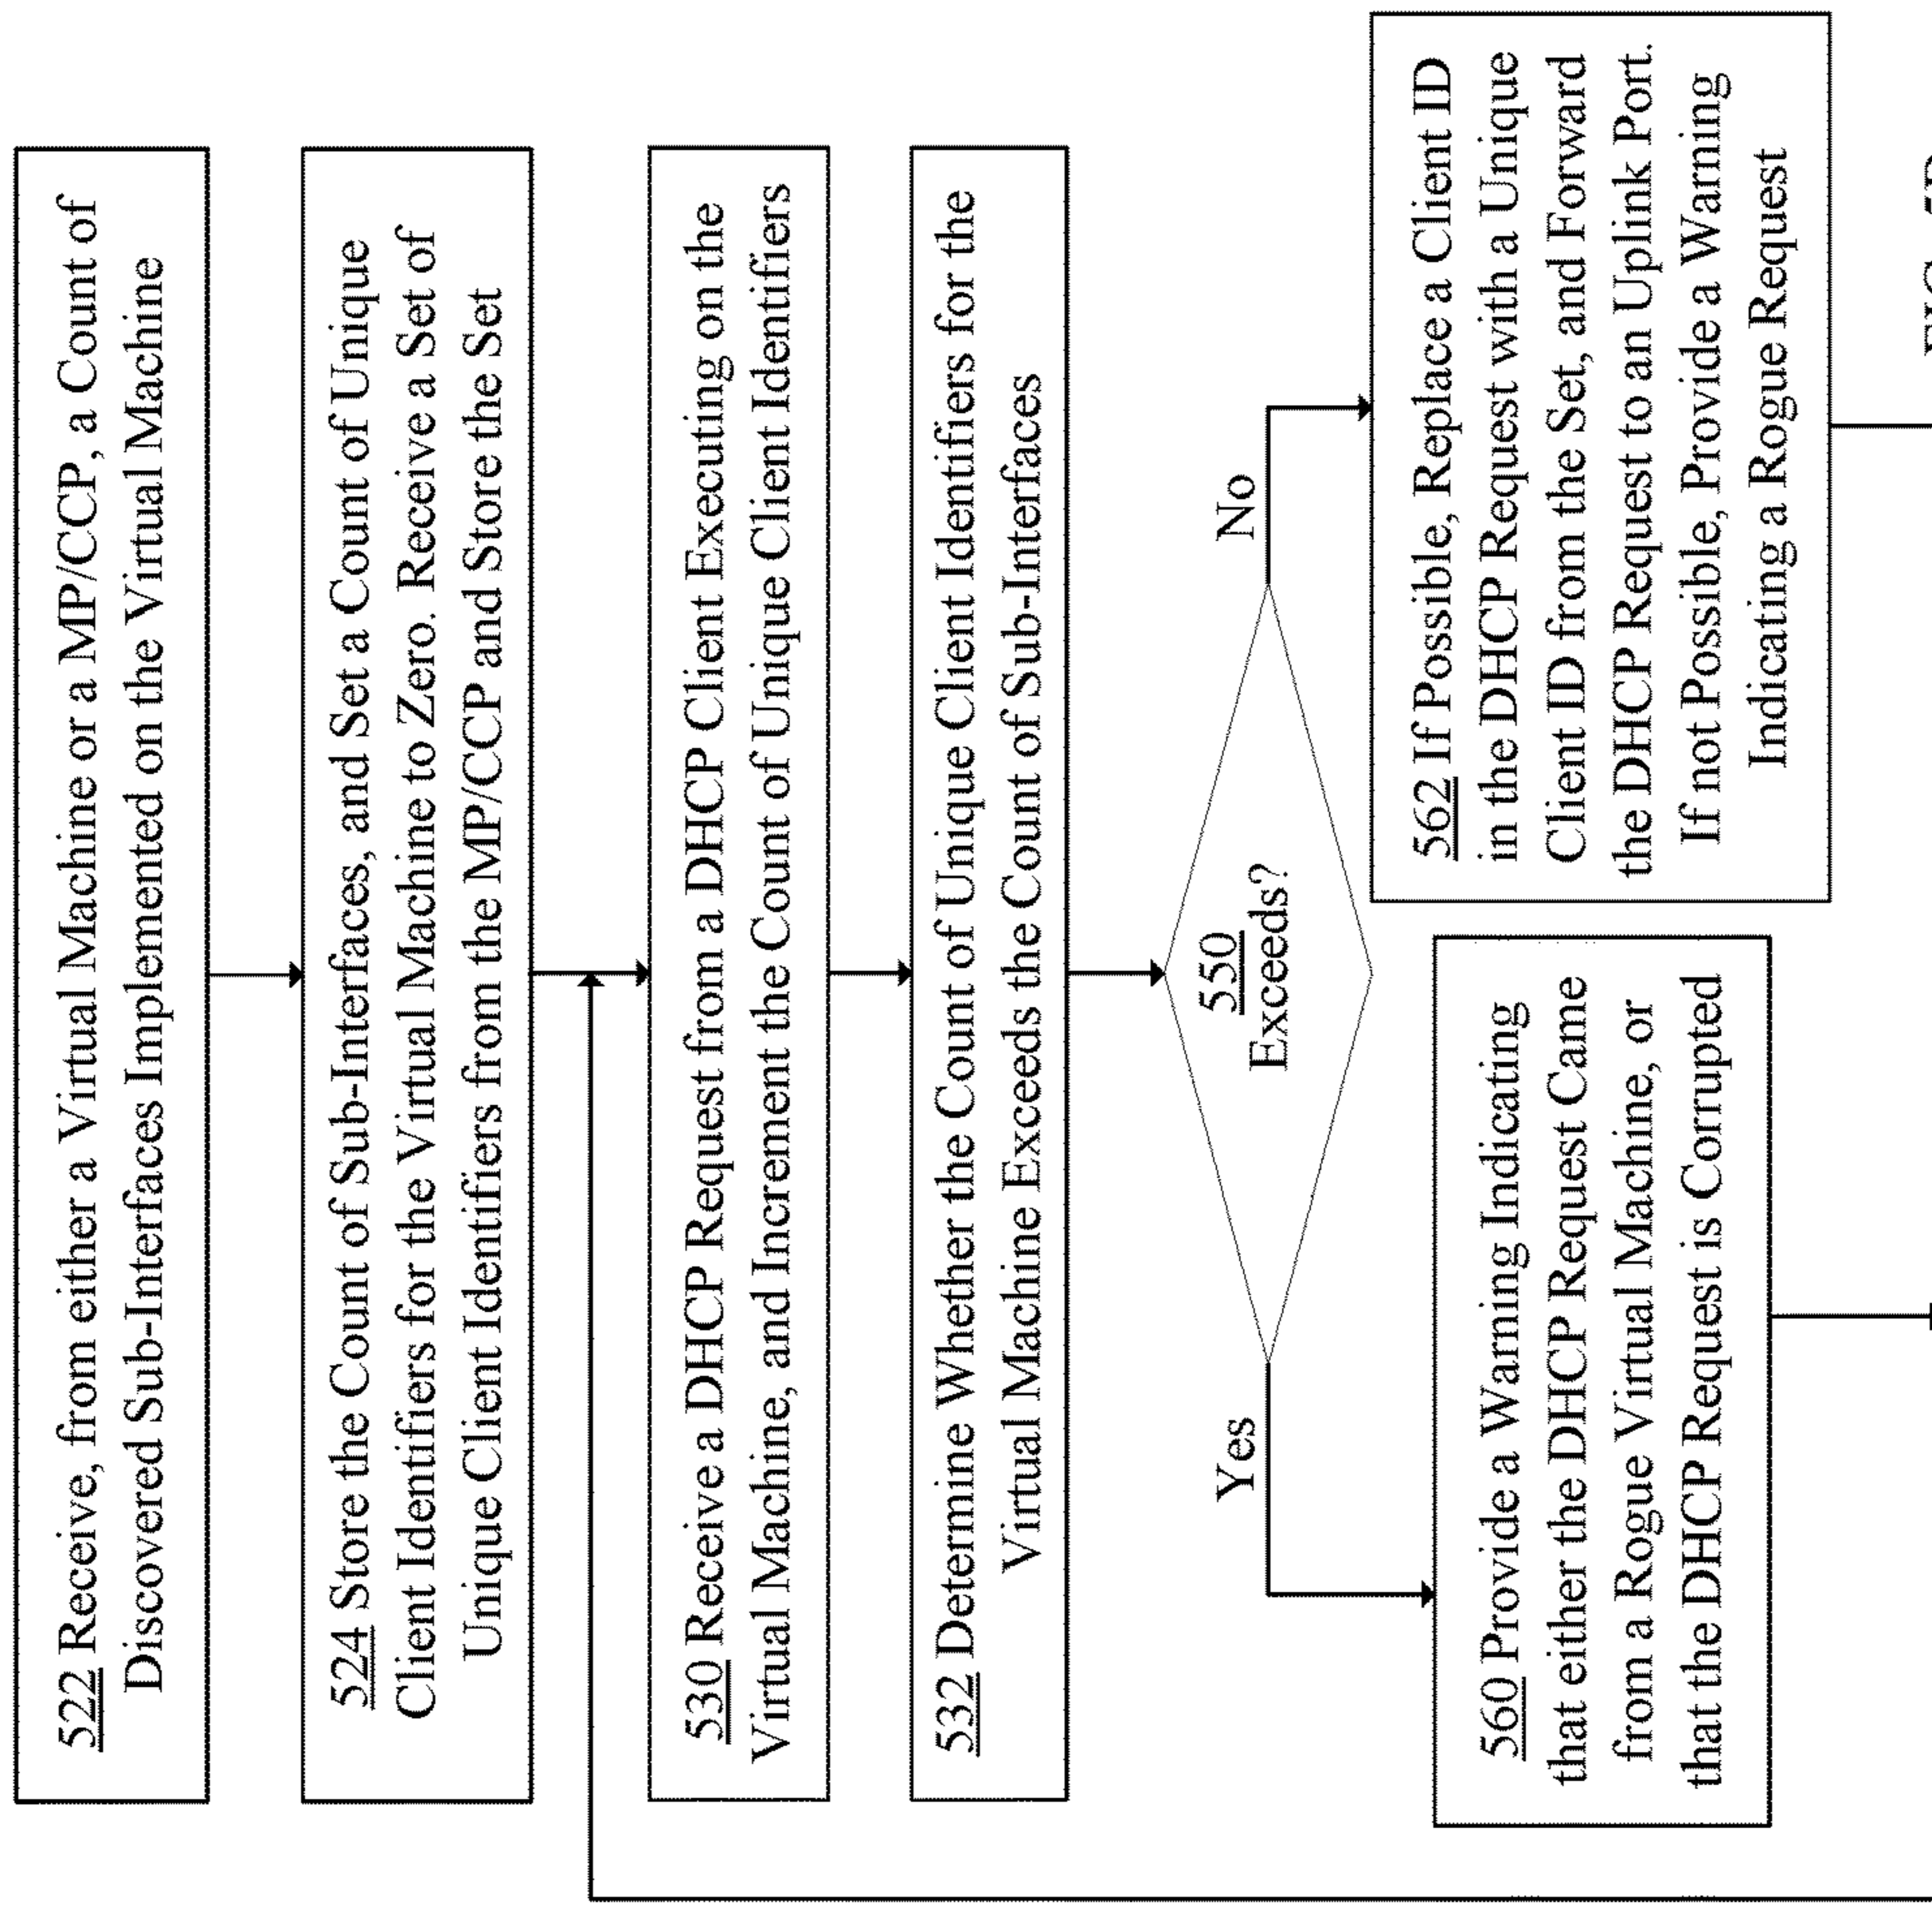 522 Receive, from either a Virtual Machine or a MP/CCP, a Count of
Discovered Sub-Interfaces Implemented on the Virtual Machine
524 Store the Count of Sub-Interfaces, and Set a Count of Unique
Client Identifiers for the Virtual Machine to Zero. Receive a Set of
Unique Client Identifiers from the MP/CCP and Store the Set
530 Receive a DHCP Request from a DHCP Client Executing on the
Virtual Machine, and Increment the Count of Unique Client Identifiers
532 Determine Whether the Count of Unique Client Identifiers for the
Virtual Machine Exceeds the Count of Sub-Interfaces
550
Exceeds?
Yes
No
560 Provide a Warning Indicating
that either the DHCP Request Came
from a Rogue Virtual Machine, or
that the DHCP Request is Corrupted
562 If Possible, Replace a Client ID
in the DHCP Request with a Unique
Client ID from the Set, and Forward
the DHCP Request to an Uplink Port.
If not Possible, Provide a Warning
Indicating a Rogue Request